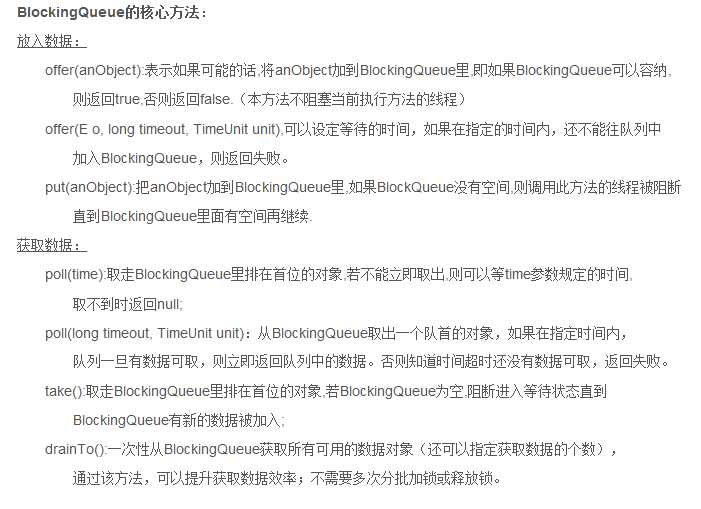 BlockingQueue的核心方法：
放入数据：
offer(anObject):表示如果可能的话,将anObject加到BlockingQueue里,即如果BlockingQueue可以容纳,
则返回true,否则返回false.（本方法不阻塞当前执行方法的线程）
offer(E o, long timeout, TimeUnit unit),可以设定等待的时间，如果在指定的时间内，还不能往队列中
加入BlockingQueue，则返回失败。
put(anObject):把anObject加到BlockingQueue里,如果BlockQueue没有空间,则调用此方法的线程被阻断
直到BlockingQueue里面有空间再继续.
获取数据：
poll(time):取走BlockingQueue里排在首位的对象,若不能立即取出,则可以等time参数规定的时间,
取不到时返回null;
poll(long timeout, TimeUnit unit)：从BlockingQueue取出一个队首的对象，如果在指定时间内，
队列一旦有数据可取，则立即返回队列中的数据。否则知道时间超时还没有数据可取，返回失败。
take():取走BlockingQueue里排在首位的对象,若BlockingQueue为空,阻断进入等待状态直到
BlockingQueue有新的数据被加入;
drainTo():一次性从BlockingQueue获取所有可用的数据对象（还可以指定获取数据的个数），
通过该方法，可以提升获取数据效率；不需要多次分批加锁或释放锁。